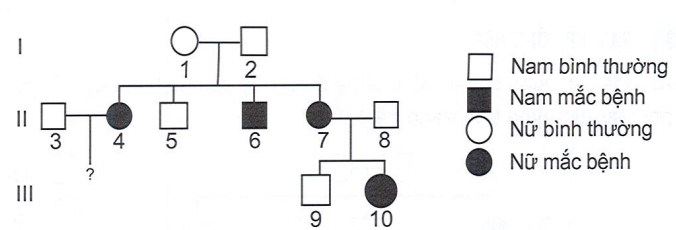 I
1 2
II
3 4 5 6 7 8
?
III
9 10
Nam bình thường
Nam mắc bệnh
Nữ bình thường
Nữ mắc bệnh